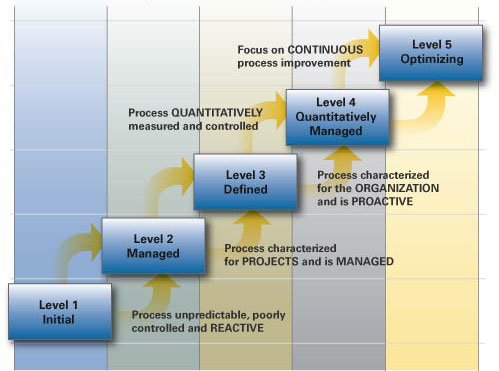 Focus on CONTINUOUS
process improvement
Level 5
Optimizing
Process QUANTITATIVELY
measured and controlled
Level 4
Quantitatively
Managed
Level 3
Defined
Process characterized
for the ORGANIZATION
and is PROACTIVE
Level 2
Managed
Process characterized
for PROJECTS and is MANAGED
Level 1
Initial
Process unpredictable, poorly
controlled and REACTIVE